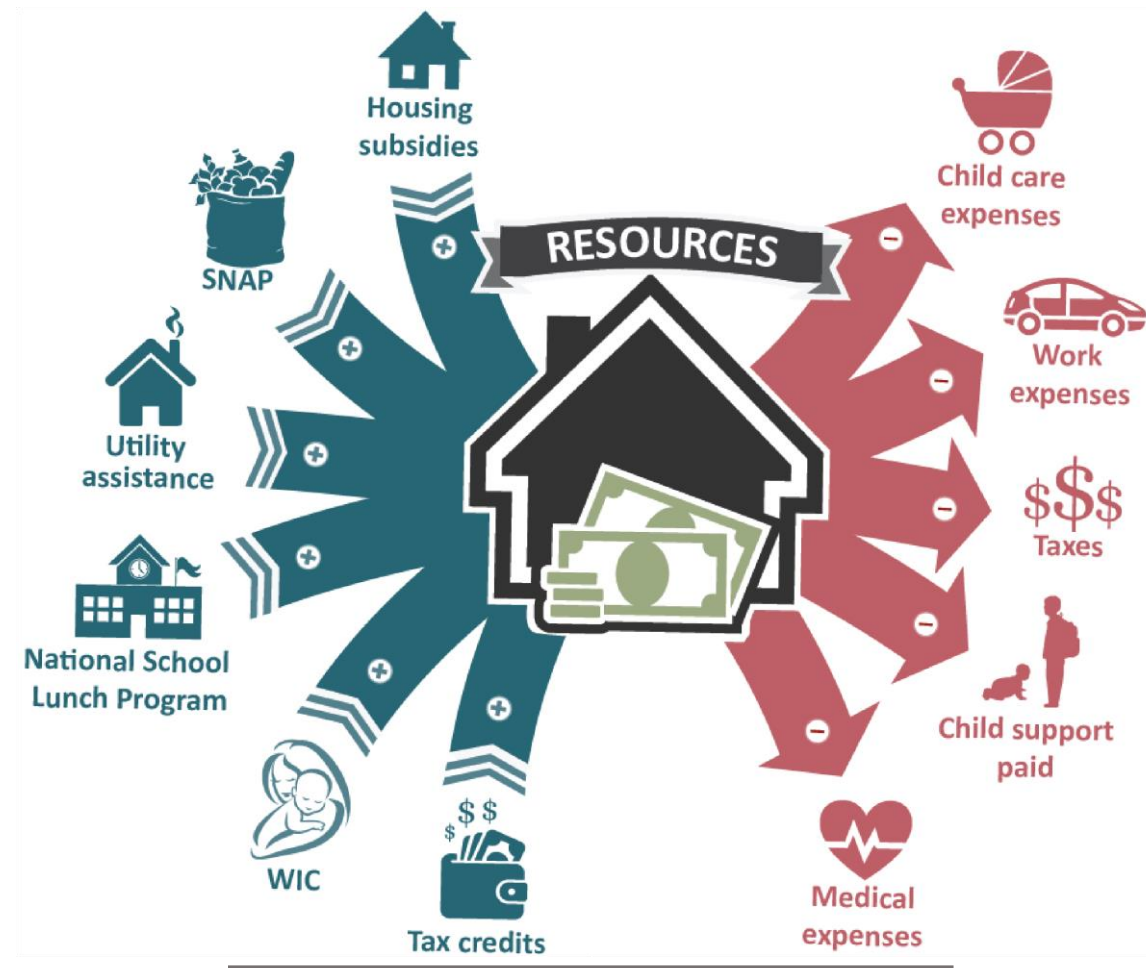 Housing
subsidies
SNAP
Utility
assistance
National School
Lunch Program
WIC
$ $ $
Tax credits
RESOURCES
Child care
expenses
Work
expenses
$$$
Taxes
Child support
paid
Medical
expenses